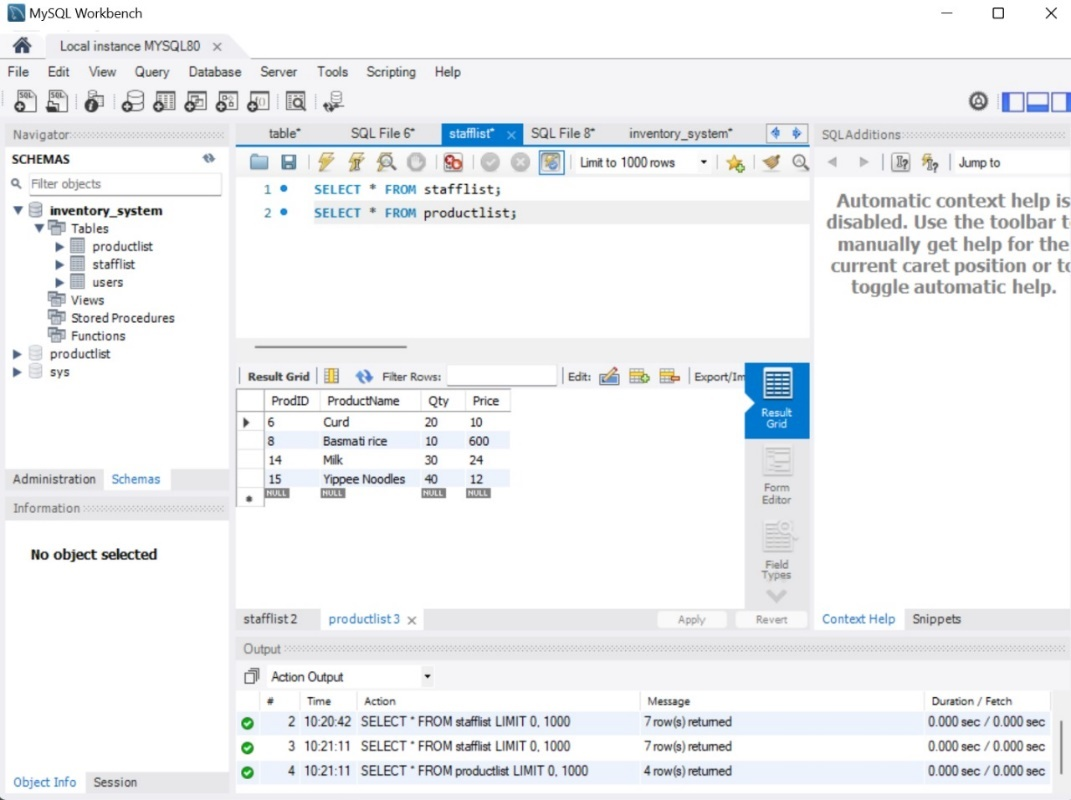 MySQL Workbench
Local instance MYSQL80
File Edit View Query Database Server Tools Scripting Help
Navigator
SCHEMAS
Filter objects
inventory_system
Tables
productlist
stafflist
users
Views
Stored Procedures
Functions
productlist
sys
Administration Schemas
Information
No object selected
Object Info Session
table* SQL File 6* stafflist* SQL File 8* inventory_system*
Limit to 1000 rows
1 SELECT * FROM stafflist;
2 SELECT * FROM productlist;
Result Grid Filter Rows: Edit: Export/Im
ProdID ProductName Qty Price
6 Curd 20 10
8 Basmati rice 10 600
14 Milk 30 24
15 Yippee Noodles 40 12
NULL NULL NULL NULL
Result
Grid
Form
Editor
Field
Types
stafflist 2 productlist 3 Apply Revert
SQLAdditions
Jump to
Automatic context help is
disabled. Use the toolbar t
manually get help for the
current caret position or to
toggle automatic help.
Context Help Snippets
Output
Action Output
# Time Action Message Duration / Fetch
2 10:20:42 SELECT * FROM stafflist LIMIT 0, 1000 7 row(s) returned 0.000 sec / 0.000 sec
3 10:21:11 SELECT * FROM stafflist LIMIT 0, 1000 7 row(s) returned 0.000 sec / 0.000 sec
4 10:21:11 SELECT * FROM productlist LIMIT 0, 1000 4 row(s) returned 0.000 sec / 0.000 sec